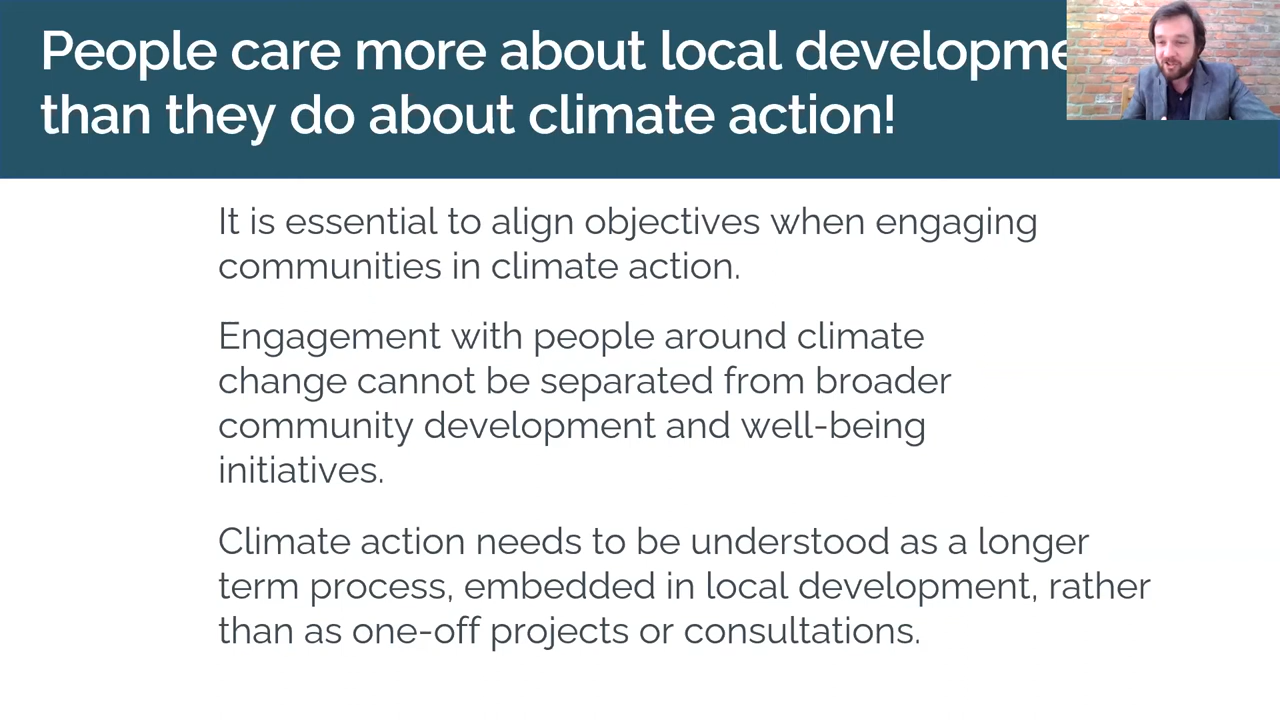 People care more about local developme
than they do about climate action!
It is essential to align objectives when engaging
communities in climate action.
Engagement with people around climate
change cannot be separated from broader
community development and well-being
initiatives.
Climate action needs to be understood as a longer
term process, embedded in local development, rather
than as one-off projects or consultations.